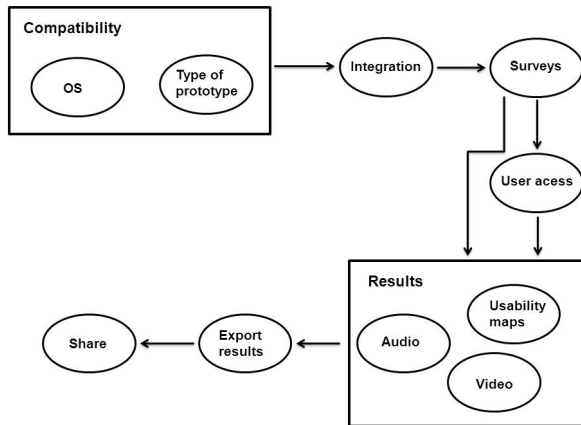 Compatibility
OS
Type of
prototype
Integration
Surveys
User acess
Results
Usability
maps
Audio
Video
Export
results
Share